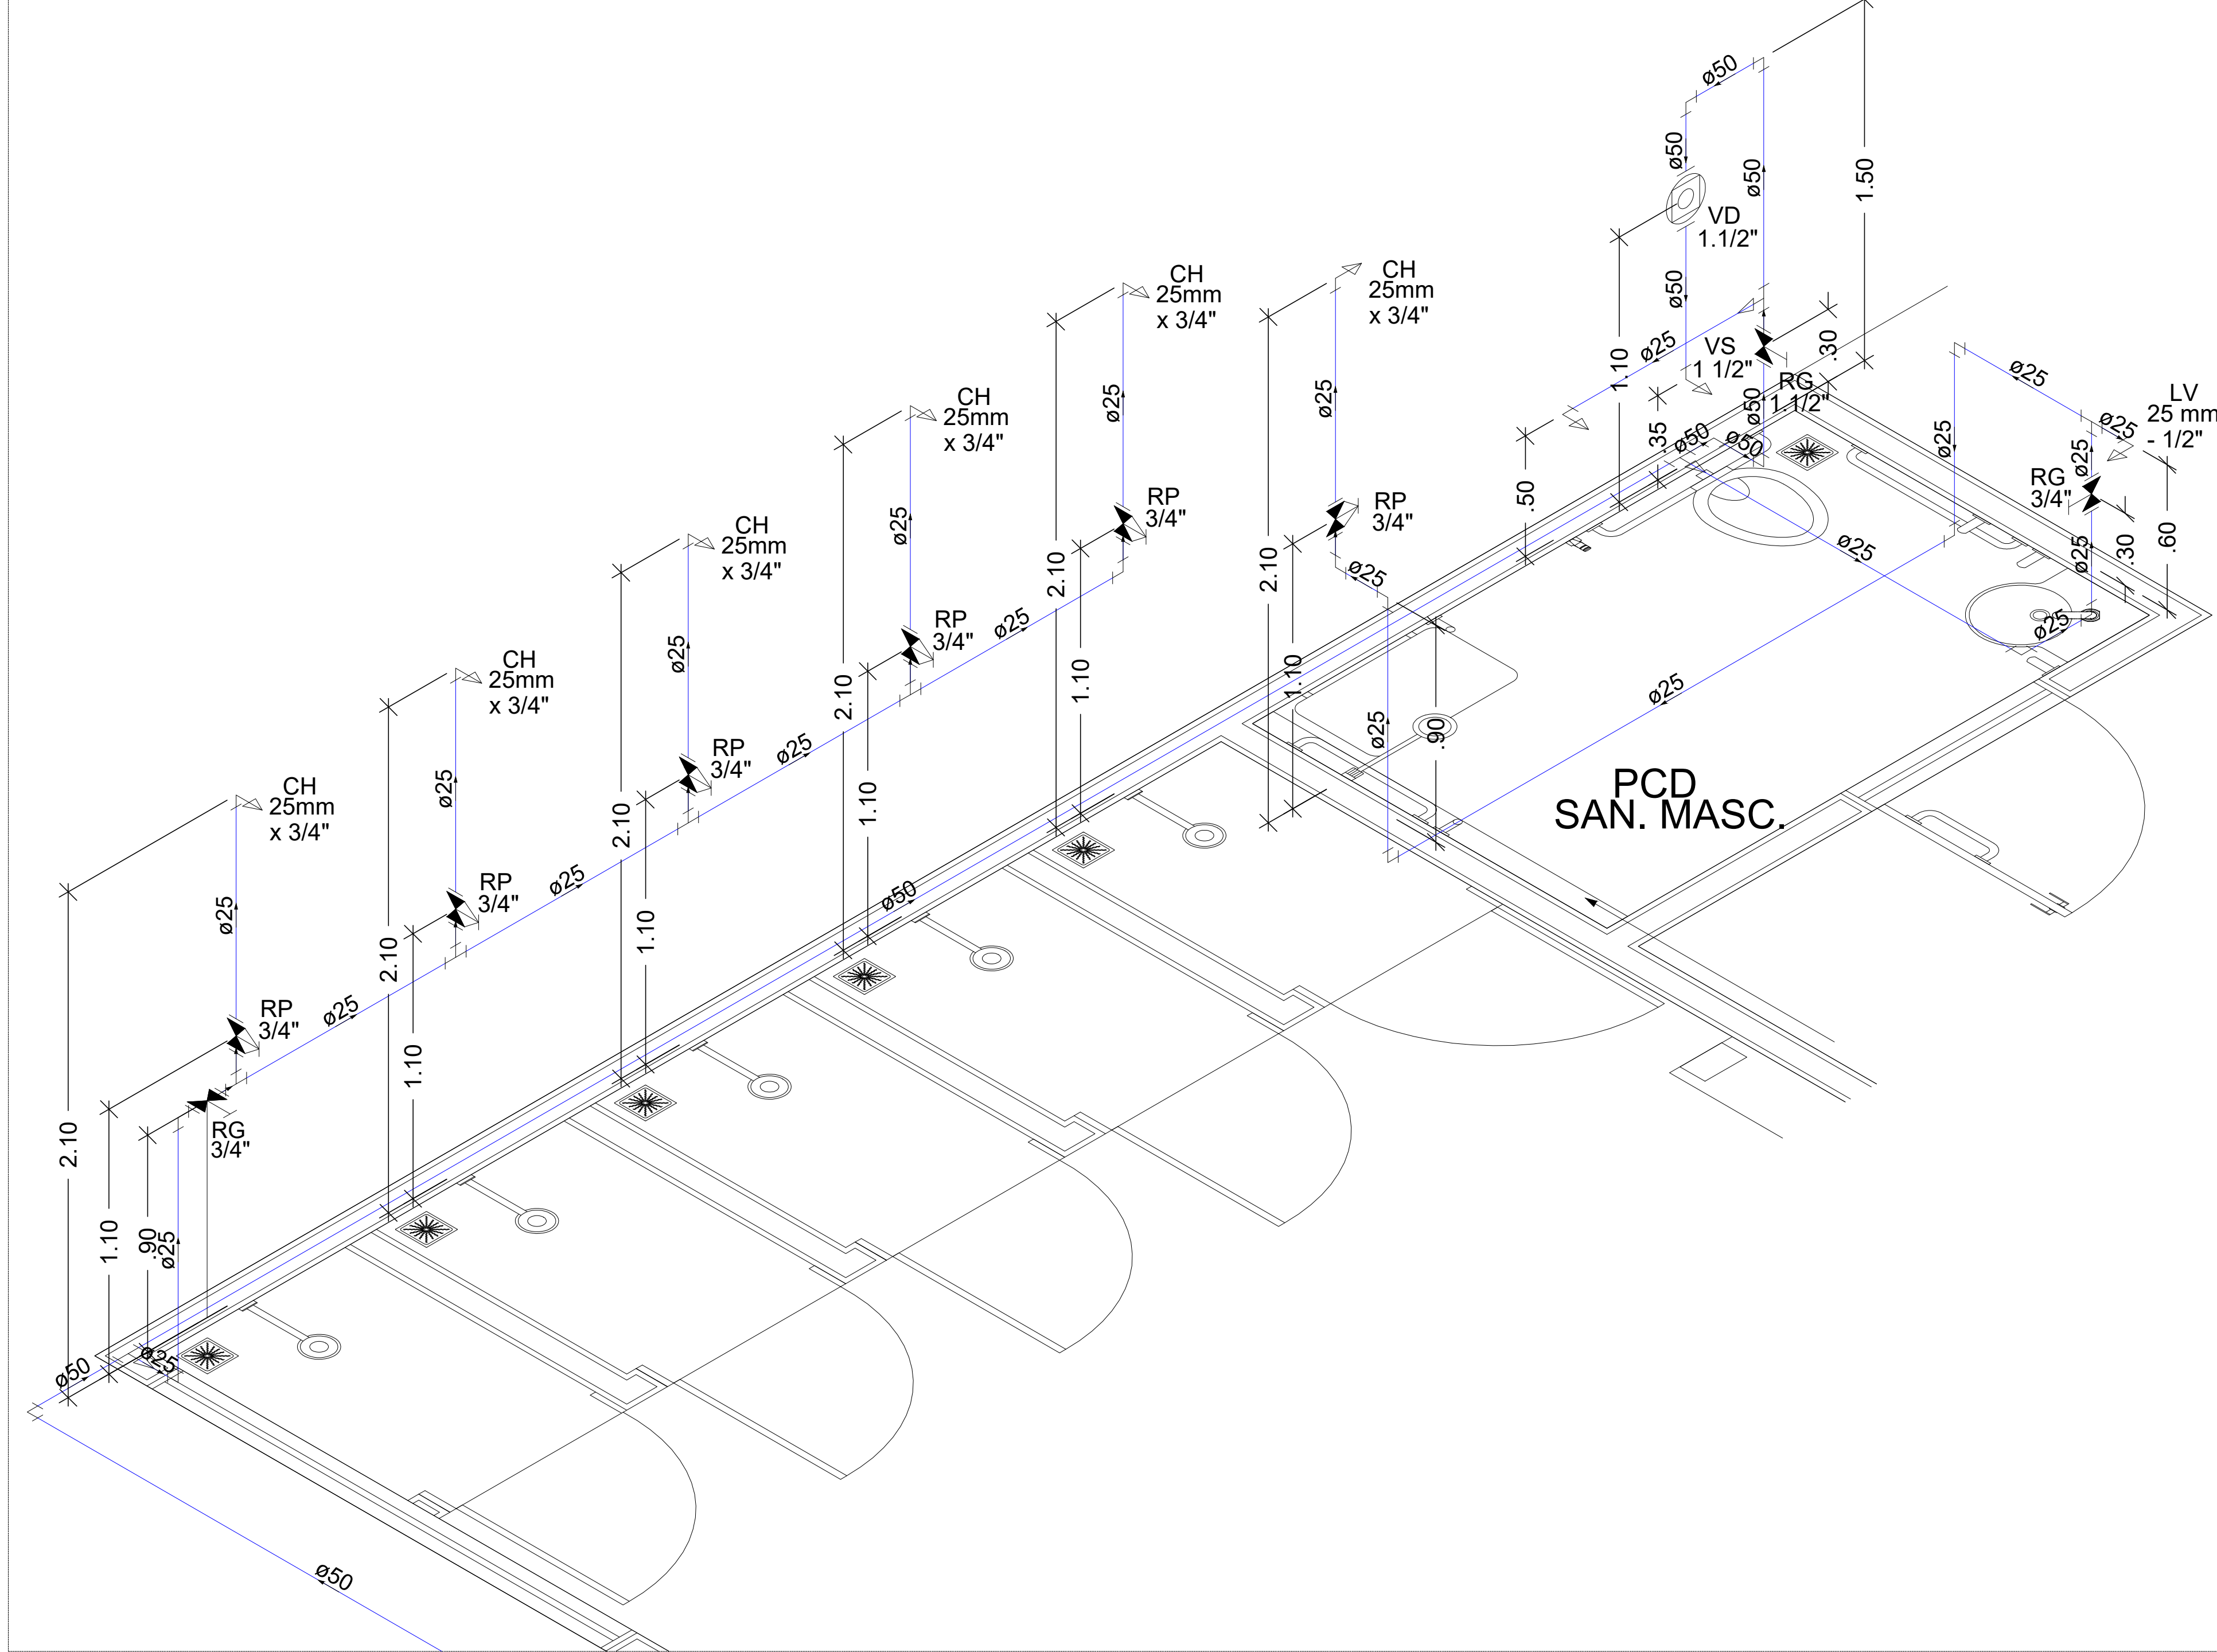 ø50
ø50
ø50
1.50
VD
1.1/2"
ø50
1.10
ø25
VS
1 1/2"
.30
RG
1.1/2"
ø50
.35
ø50
ø50
.50
ø25
LV
25 mm
- 1/2"
ø25
ø25
ø25
RG
3/4"
.30
.60
ø25
ø25
ø25
ø25
CH
25mm
x 3/4"
ø25
RP
3/4"
2.10
1.10
ø25
ø25
.90
CH
25mm
x 3/4"
ø25
RP
3/4"
2.10
1.10
ø25
CH
25mm
x 3/4"
ø25
RP
3/4"
2.10
1.10
ø25
CH
25mm
x 3/4"
ø25
RP
3/4"
2.10
1.10
ø25
CH
25mm
x 3/4"
ø25
RP
3/4"
2.10
1.10
ø25
CH
25mm
x 3/4"
ø25
RP
3/4"
2.10
1.10
RG
3/4"
.90
ø25
ø25
ø50
ø50
PCD
SAN. MASC.
ø50